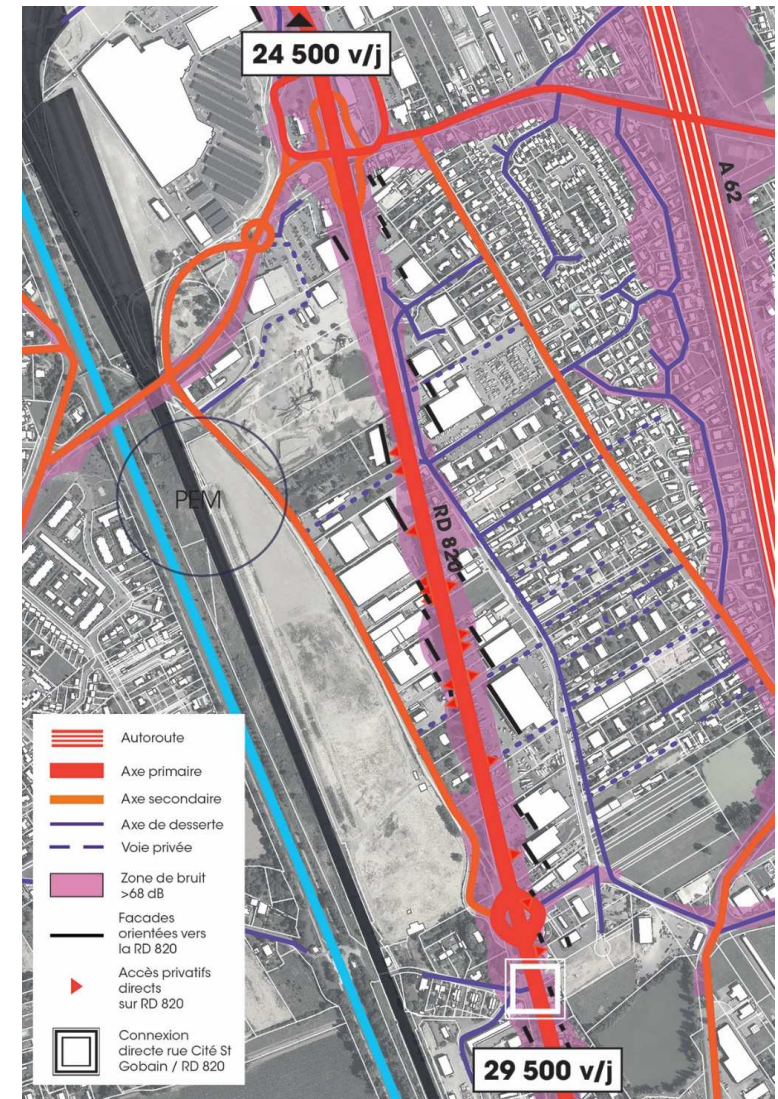 24 500 v/j
A 62
PEM
RD 820
Autoroute
Axe primaire
Axe secondaire
Axe de desserte
Voie privée
Zone de bruit
>68 dB
Facades
orientées vers
la RD 820
Accès privatifs
directs
sur RD 820
Connexion
directe rue Cité St
Gobain / RD 820
29 500 v/j